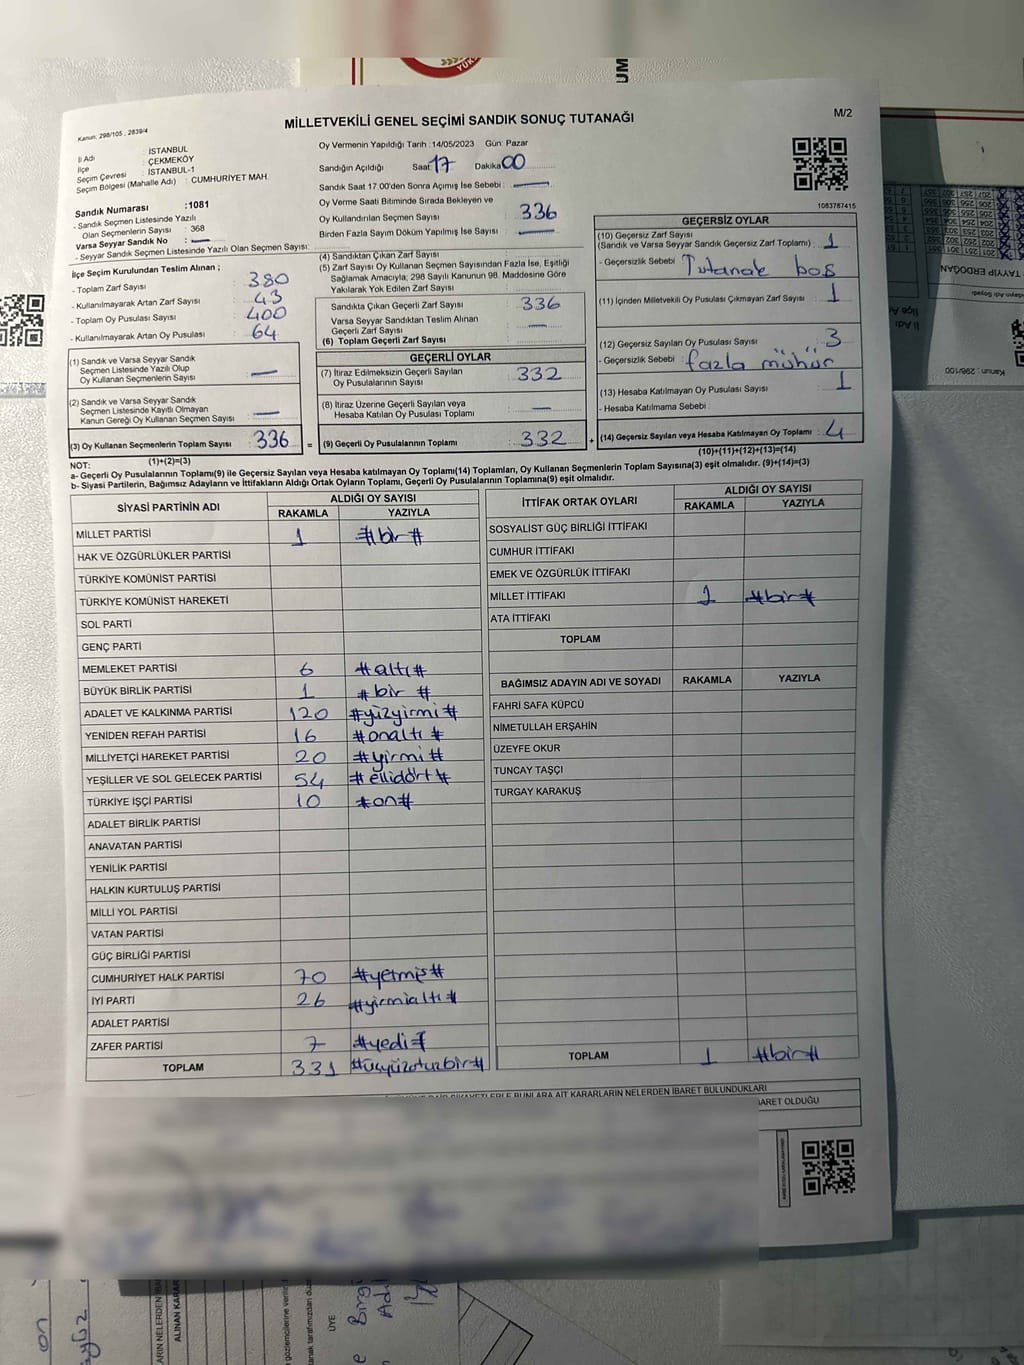 MİLLETVEKİLİ GENEL SEÇİMİ SANDIK SONUÇ TUTANAĞI
M/2
Kanun: 298/105 , 2839/4
İl Adı İSTANBUL
İlçe ÇEKMEKÖY
Seçim Çevresi : İSTANBUL-1
Seçim Bölgesi (Mahalle Adı) : CUMHURİYET MAH.
Sandık Numarası :1081
- Sandık Seçmen Listesinde Yazılı
Olan Seçmenlerin Sayısı : 368
Varsa Seyyar Sandık No : —
- Seyyar Sandık Seçmen Listesinde Yazılı Olan Seçmen Sayısı:
İlçe Seçim Kurulundan Teslim Alınan ;
- Toplam Zarf Sayısı : 380
- Kullanılmayarak Artan Zarf Sayısı : 43
- Toplam Oy Pusulası : 400
- Kullanılmayarak Artan Oy Pusulası : 64
(1) Sandık ve Varsa Seyyar Sandık
Seçmen Listesinde Yazılı Olup
Oy Kullanan Seçmenlerin Sayısı : —
(2) Sandık ve Varsa Seyyar Sandık
Seçmen Listesinde Kayıtlı Olmayan
Kanun Gereği Oy Kullanan Seçmen Sayısı : —
(3) Oy Kullanan Seçmenlerin Toplam Sayısı : 336
(1)+(2)=(3)
Oy Vermenin Yapıldığı Tarih :14/05/2023 Gün: Pazar
Sandığın Açıldığı Saat: 17 Dakika: 00
Sandık Saat 17.00'den Sonra Açımış İse Sebebi : —
Oy Verme Saati Bitiminde Sırada Bekleyen ve
Oy Kullandırılan Seçmen Sayısı : 336
Birden Fazla Sayım Döküm Yapılmış İse Sayısı : —
(4) Sandıktan Çıkan Zarf Sayısı
(5) Zarf Sayısı Oy Kullanan Seçmen Sayısından Fazla İse, Eşitliği
Sağlamak Amacıyla, 298 Sayılı Kanunun 98. Maddesine Göre
Yakılarak Yok Edilen Zarf Sayısı :
Sandıkta Çıkan Geçerli Zarf Sayısı : 336
Varsa Seyyar Sandıktan Teslim Alınan
Geçerli Zarf Sayısı : —
(6) Toplam Geçerli Zarf Sayısı :
GEÇERLİ OYLAR
(7) İtiraz Edilmeksizin Geçerli Sayılan
Oy Pusulalarının Sayısı : 332
(8) İtiraz Üzerine Geçerli Sayılan veya
Hesaba Katılan Oy Pusulası Toplamı : —
= (9) Geçerli Oy Pusulalarının Toplamı : 332 +
1083787415
GEÇERSİZ OYLAR
(10) Geçersiz Zarf Sayısı
(Sandık ve Varsa Seyyar Sandık Geçersiz Zarf Toplamı) : 1
- Geçersizlik Sebebi : Tutanak boş
(11) İçinden Milletvekili Oy Pusulası Çıkmayan Zarf Sayısı : 1
(12) Geçersiz Sayılan Oy Pusulası Sayısı : 3
- Geçersizlik Sebebi : fazla mühür
(13) Hesaba Katılmayan Oy Pusulası Sayısı : 1
- Hesaba Katılmama Sebebi :
(14) Geçersiz Sayılan veya Hesaba Katılmayan Oy Toplamı : 4
(10)+(11)+(12)+(13)=(14)
NOT:
a- Geçerli Oy Pusulalarının Toplamı(9) ile Geçersiz Sayılan veya Hesaba katılmayan Oy Toplamı(14) Toplamları, Oy Kullanan Seçmenlerin Toplam Sayısına(3) eşit olmalıdır. (9)+(14)=(3)
b- Siyasi Partilerin, Bağımsız Adayların ve İttifakların Aldığı Ortak Oyların Toplamı, Geçerli Oy Pusulalarının Toplamına(9) eşit olmalıdır.
SİYASİ PARTİNİN ADI ALDIĞI OY SAYISI
RAKAMLA YAZIYLA
MİLLET PARTİSİ 1 #bir#
HAK VE ÖZGÜRLÜKLER PARTİSİ
TÜRKİYE KOMÜNİST PARTİSİ
TÜRKİYE KOMÜNİST HAREKETİ
SOL PARTİ
GENÇ PARTİ
MEMLEKET PARTİSİ 6 #altı#
BÜYÜK BİRLİK PARTİSİ 1 #bir #
ADALET VE KALKINMA PARTİSİ 120 #yüzyirmi#
YENİDEN REFAH PARTİSİ 16 #onaltı #
MİLLİYETÇİ HAREKET PARTİSİ 20 #yirmi#
YEŞİLLER VE SOL GELECEK PARTİSİ 54 #ellidört#
TÜRKİYE İŞÇİ PARTİSİ 10 #on#
ADALET BİRLİK PARTİSİ
ANAVATAN PARTİSİ
YENİLİK PARTİSİ
HALKIN KURTULUŞ PARTİSİ
MİLLİ YOL PARTİSİ
VATAN PARTİSİ
GÜÇ BİRLİĞİ PARTİSİ
CUMHURİYET HALK PARTİSİ 70 #yetmiş#
İYİ PARTİ 26 #yirmialtı#
ADALET PARTİSİ
ZAFER PARTİSİ 7 #yedi#
TOPLAM 331 #üçyüzotuzbir#
İTTİFAK ORTAK OYLARI ALDIĞI OY SAYISI
RAKAMLA YAZIYLA
SOSYALİST GÜÇ BİRLİĞİ İTTİFAKI
CUMHUR İTTİFAKI
EMEK VE ÖZGÜRLÜK İTTİFAKI
MİLLET İTTİFAKI 1 #bir#
ATA İTTİFAKI
TOPLAM
BAĞIMSIZ ADAYIN ADI VE SOYADI RAKAMLA YAZIYLA
FAHRİ SAFA KÜPCÜ
NİMETULLAH ERŞAHİN
ÜZEYFE OKUR
TUNCAY TAŞÇI
TURGAY KARAKUŞ
TOPLAM 1 #bir#
KARARLARIN NELERDEN İBARET BULUNDUKLARI
OLDUĞU
TAYYİP ERDOĞAN
İlçe Adı
İl Adı
Kanun : 298/100
ALINAN KARAR
ÜYE
on